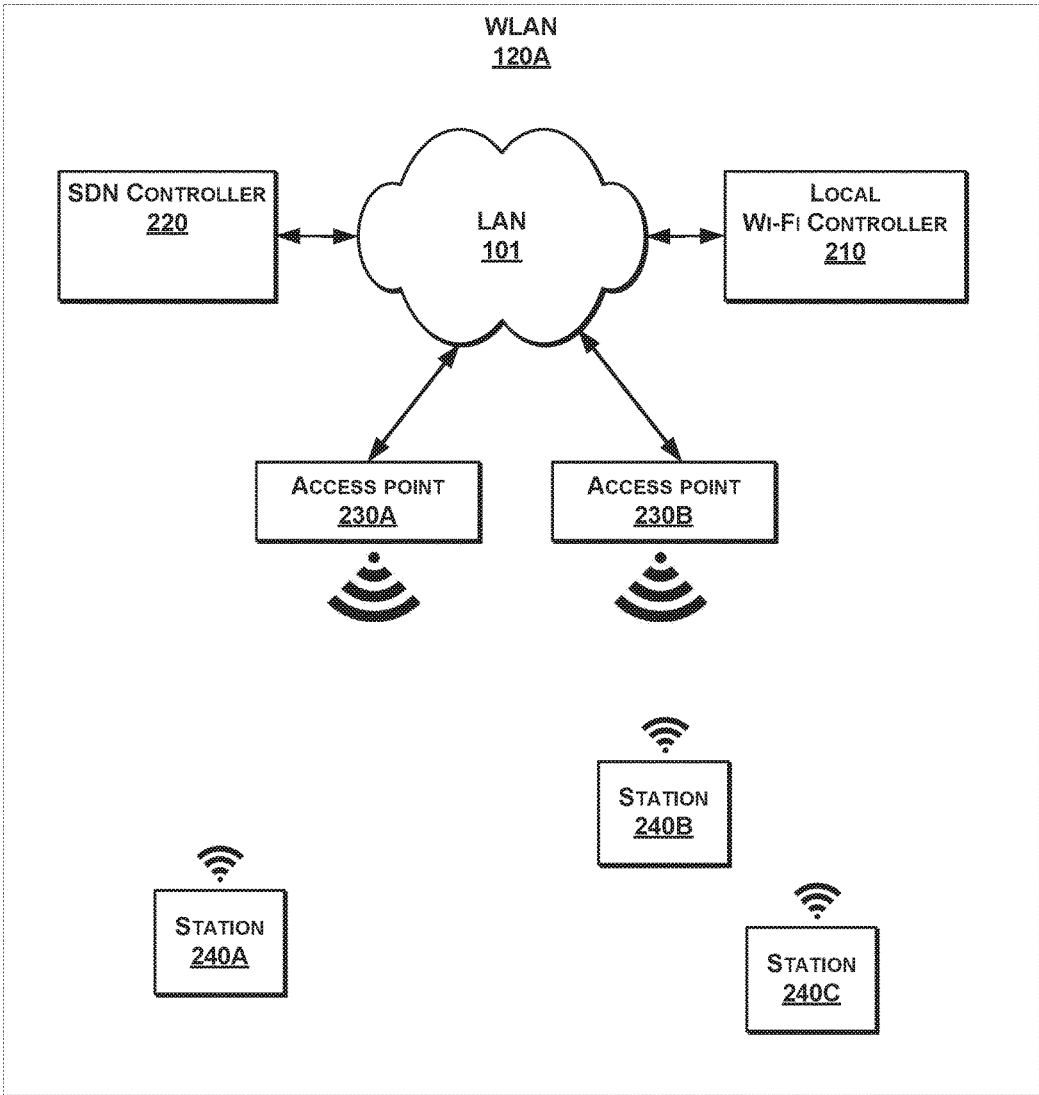 WLAN
120A
SDN CONTROLLER
220
LAN
101
LOCAL
WI-FI CONTROLLER
210
ACCESS POINT
230A
ACCESS POINT
230B
STATION
240B
STATION
240A
STATION
240C